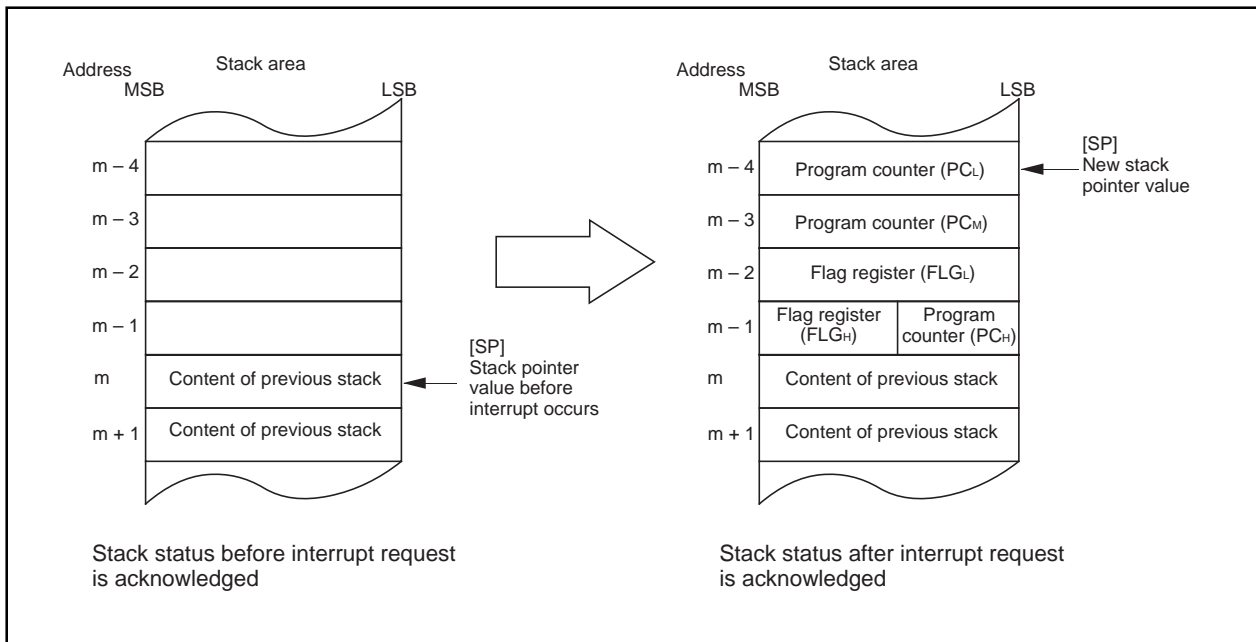 Address
MSB
Stack area
LSB
m – 4
m – 3
m – 2
m – 1
m
Content of previous stack
m + 1
Content of previous stack
[SP]
Stack pointer
value before
interrupt occurs
Stack status before interrupt request
is acknowledged
Address
MSB
Stack area
LSB
m – 4
Program counter (PCL)
m – 3
Program counter (PCM)
m – 2
Flag register (FLGL)
m – 1
Flag register
(FLGH)
Program
counter (PCH)
m
Content of previous stack
m + 1
Content of previous stack
[SP]
New stack
pointer value
Stack status after interrupt request
is acknowledged